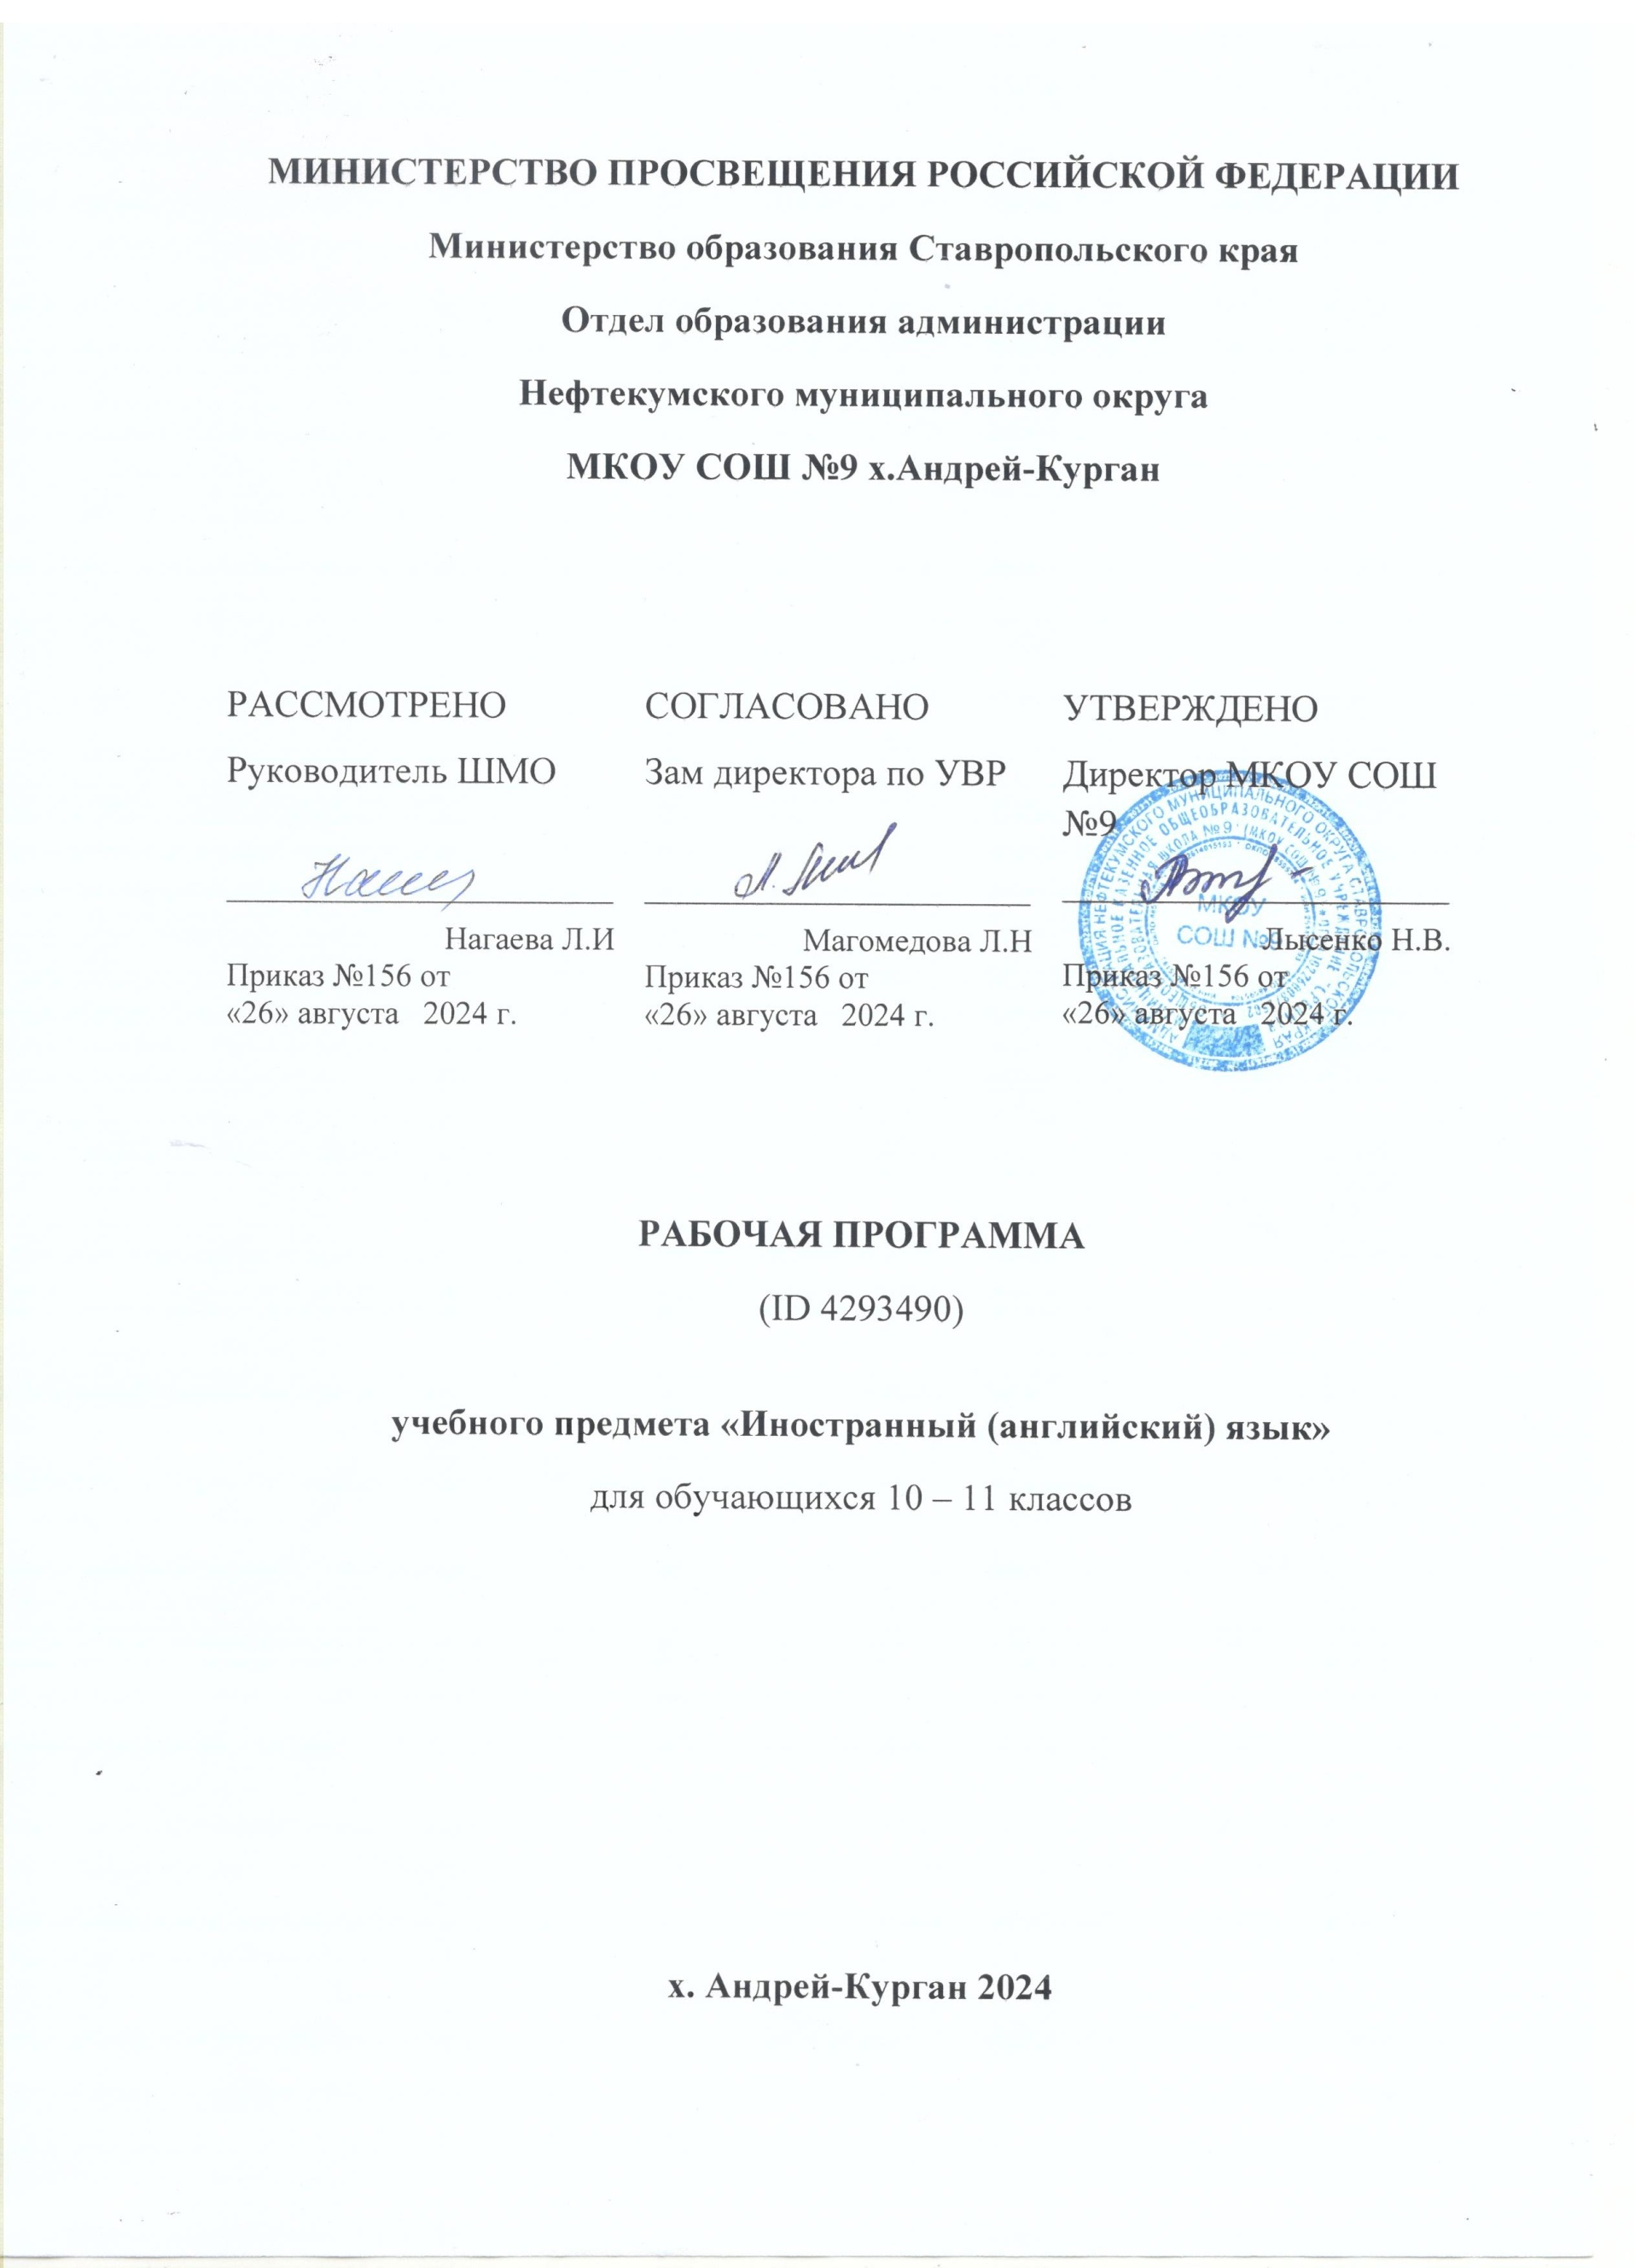 МИНИСТЕРСТВО ПРОСВЕЩЕНИЯ РОССИЙСКОЙ ФЕДЕРАЦИИ
Министерство образования Ставропольского края
Отдел образования администрации
Нефтекумского муниципального округа
МКОУ СОШ №9 х.Андрей-Курган
РАССМОТРЕНО
Руководитель ШМО
Нагаева Л.И
Приказ №156 от
«26» августа 2024 г.
СОГЛАСОВАНО
Зам директора по УВР
Магомедова Л.Н
Приказ №156 от
«26» августа 2024 г.
УТВЕРЖДЕНО
Директор МКОУ СОШ
№9
Лысенко Н.В.
Приказ №156 от
«26» августа 2024 г.
МКОУ
СОШ №9
РАБОЧАЯ ПРОГРАММА
(ID 4293490)
учебного предмета «Иностранный (английский) язык»
для обучающихся 10 – 11 классов
х. Андрей-Курган 2024